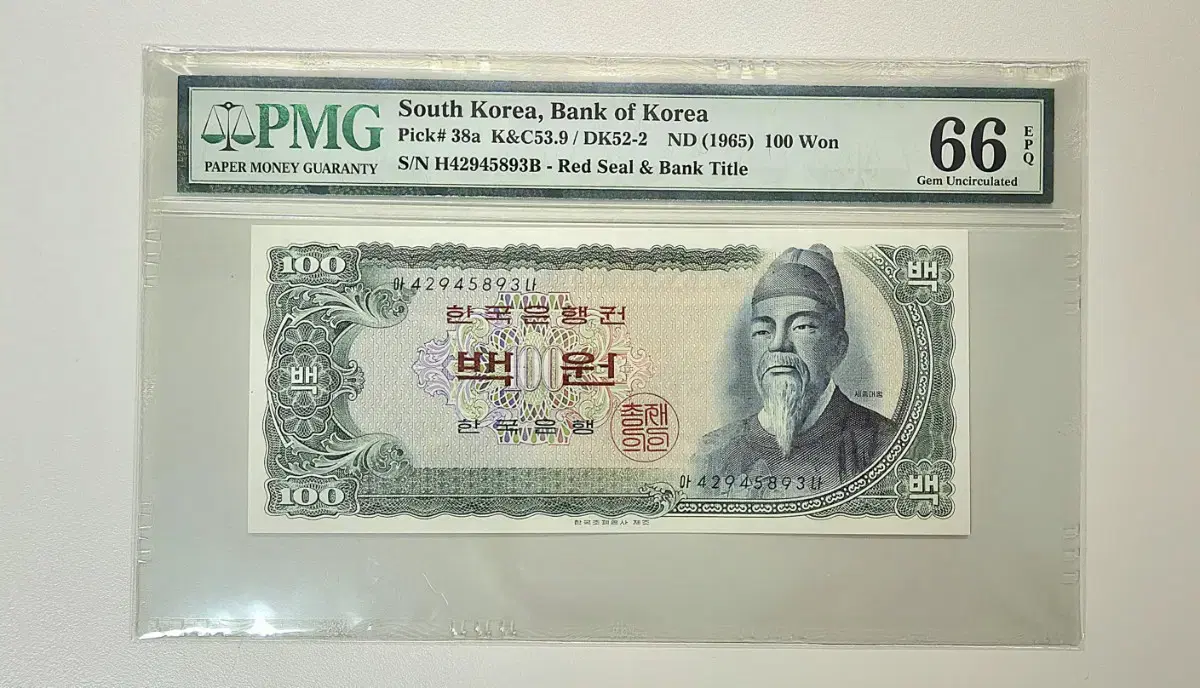 PMG
PAPER MONEY GUARANTY
South Korea, Bank of Korea
Pick# 38a K&C53.9 / DK52-2 ND (1965) 100 Won
S/N H42945893B - Red Seal & Bank Title
66 EPQ
Gem Uncirculated
100
백
아42945893나
한국은행권
백 100 원
백
한국은행
총재의인
세종대왕
100
아42945893나
백
한국조폐공사 제조